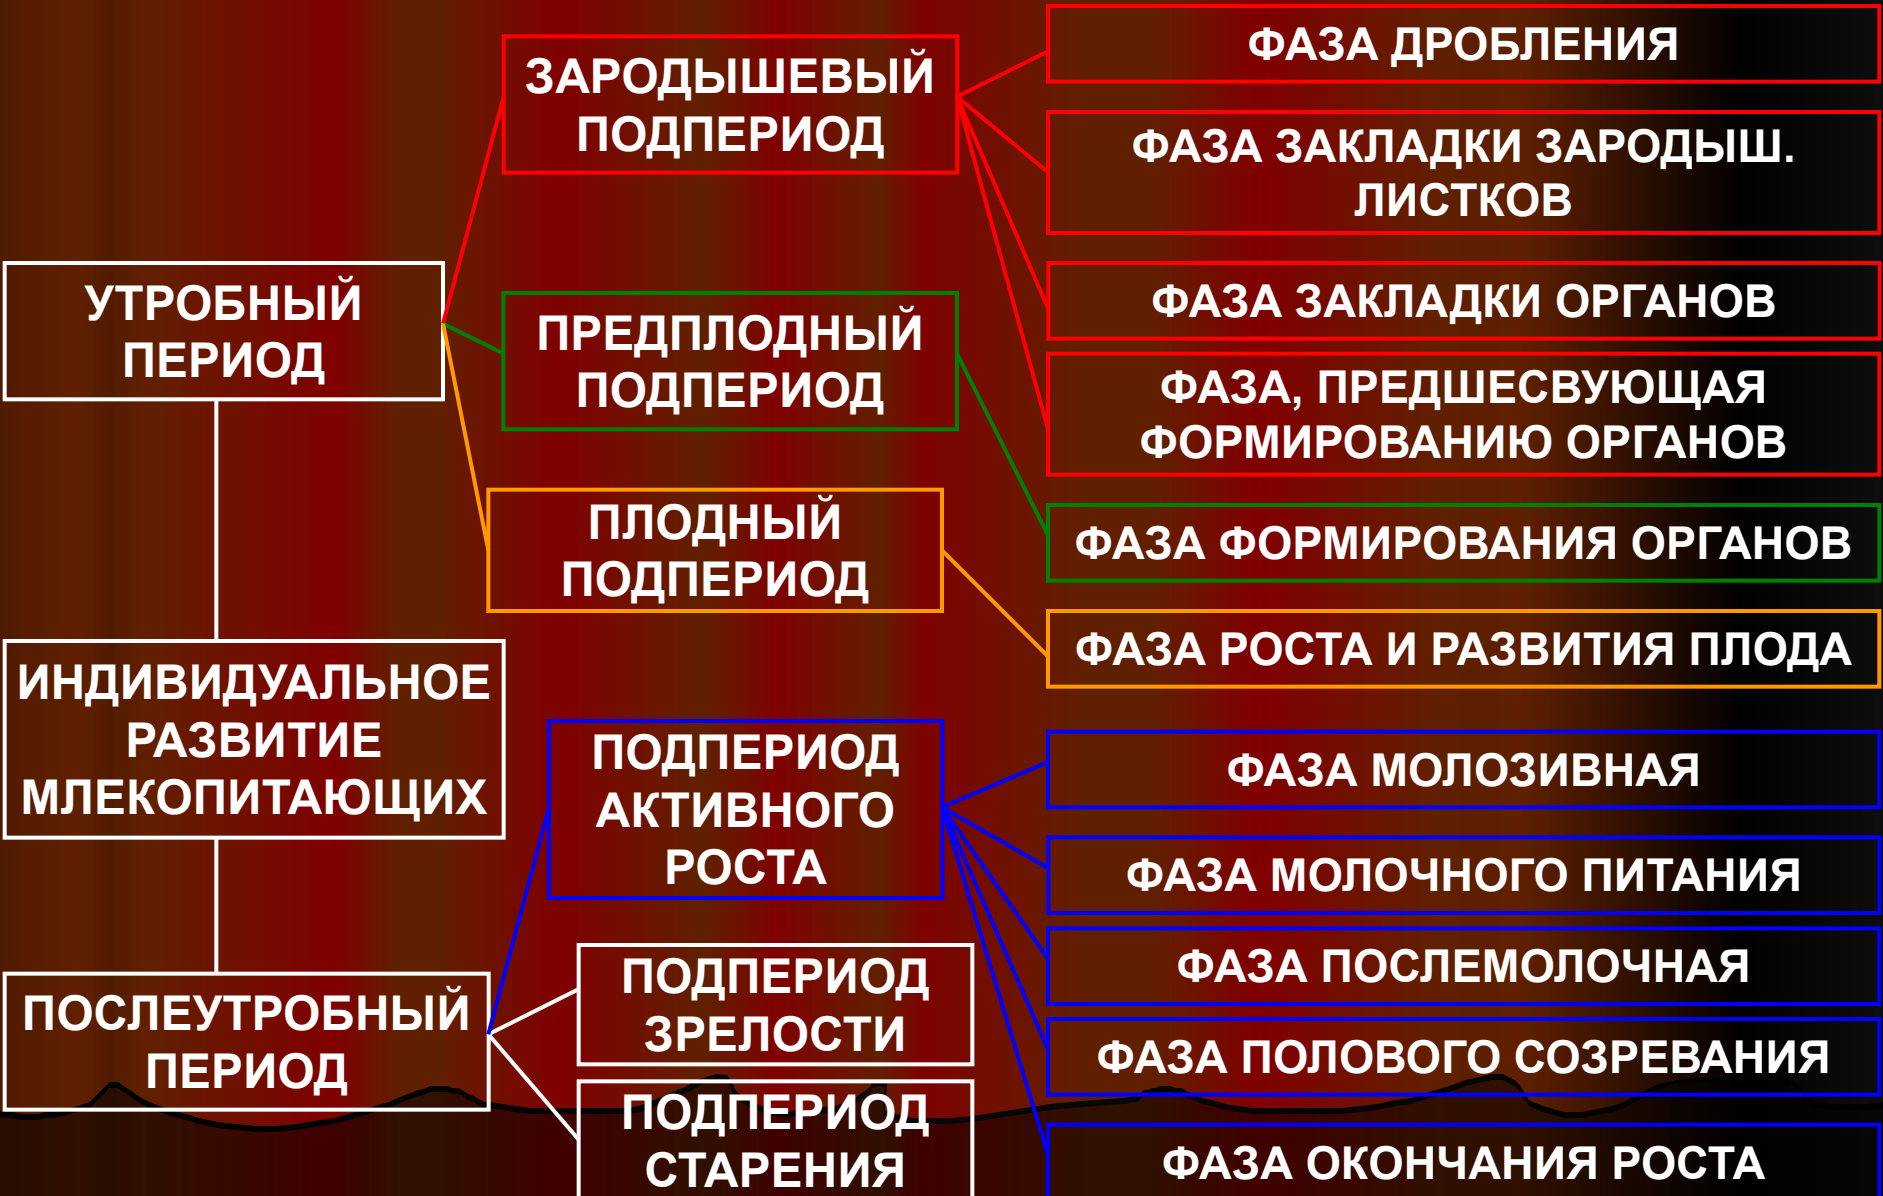 УТРОБНЫЙ
ПЕРИОД
ИНДИВИДУАЛЬНОЕ
РАЗВИТИЕ
МЛЕКОПИТАЮЩИХ
ПОСЛЕУТРОБНЫЙ
ПЕРИОД
ЗАРОДЫШЕВЫЙ
ПОДПЕРИОД
ПРЕДПЛОДНЫЙ
ПОДПЕРИОД
ПЛОДНЫЙ
ПОДПЕРИОД
ПОДПЕРИОД
АКТИВНОГО
РОСТА
ПОДПЕРИОД
ЗРЕЛОСТИ
ПОДПЕРИОД
СТАРЕНИЯ
ФАЗА ДРОБЛЕНИЯ
ФАЗА ЗАКЛАДКИ ЗАРОДЫШ.
ЛИСТКОВ
ФАЗА ЗАКЛАДКИ ОРГАНОВ
ФАЗА, ПРЕДШЕСВУЮЩАЯ
ФОРМИРОВАНИЮ ОРГАНОВ
ФАЗА ФОРМИРОВАНИЯ ОРГАНОВ
ФАЗА РОСТА И РАЗВИТИЯ ПЛОДА
ФАЗА МОЛОЗИВНАЯ
ФАЗА МОЛОЧНОГО ПИТАНИЯ
ФАЗА ПОСЛЕМОЛОЧНАЯ
ФАЗА ПОЛОВОГО СОЗРЕВАНИЯ
ФАЗА ОКОНЧАНИЯ РОСТА